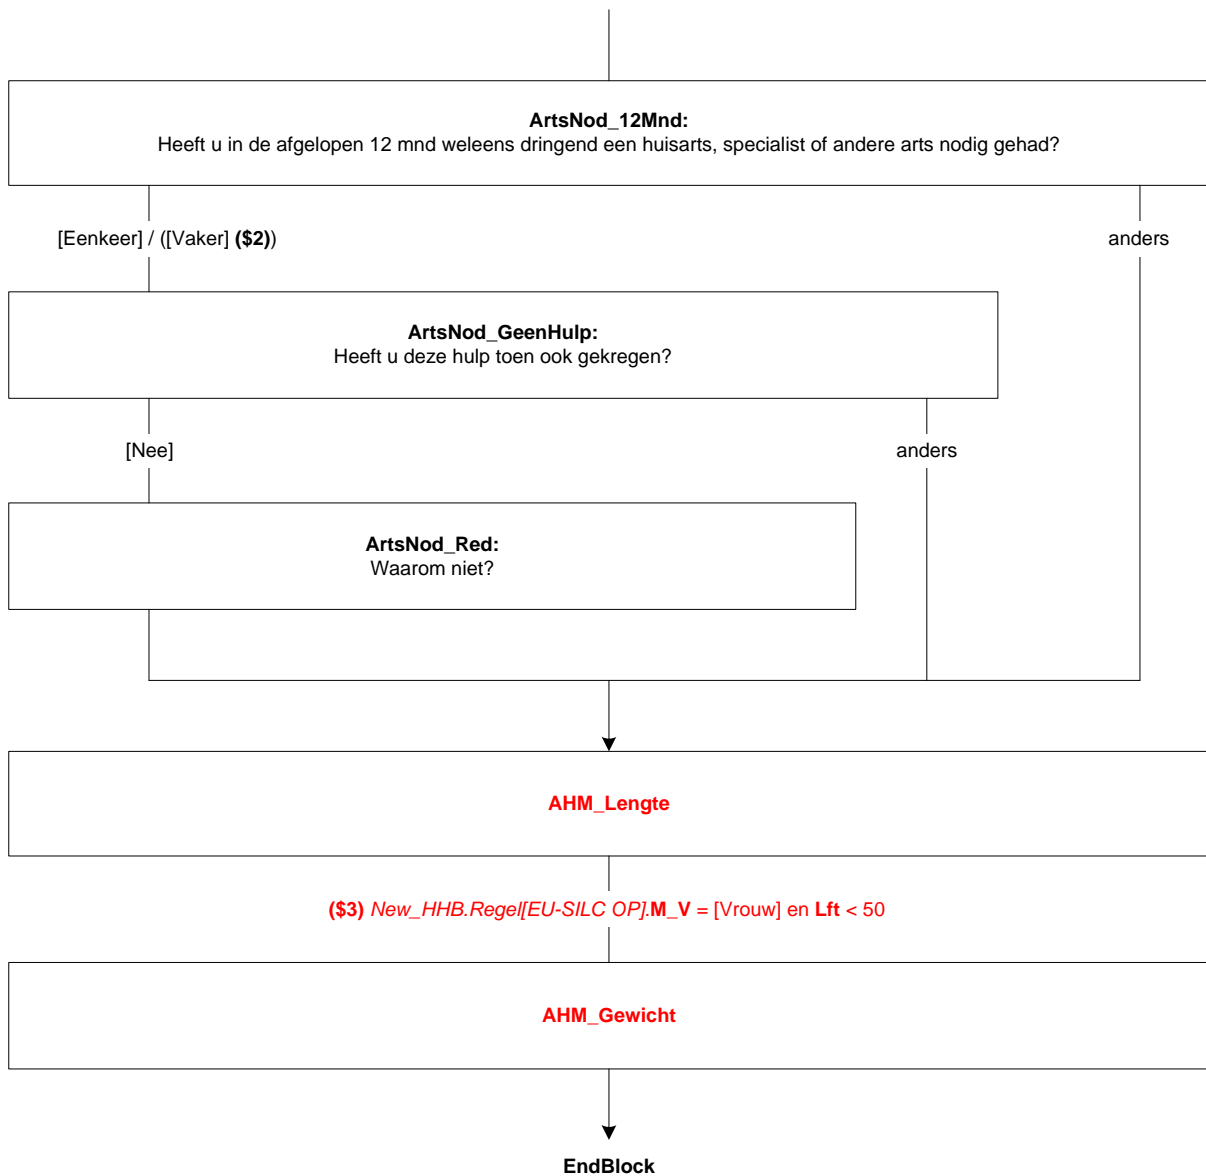 ArtsNod_12Mnd:
Heeft u in de afgelopen 12 mnd weleens dringend een huisarts, specialist of andere arts nodig gehad?
[Eenkeer] / ([Vaker] ($2))
anders
ArtsNod_GeenHulp:
Heeft u deze hulp toen ook gekregen?
[Nee]
anders
ArtsNod_Red:
Waarom niet?
AHM_Lengte
($3) New_HHB.Regel[EU-SILC OP].M_V = [Vrouw] en Lft < 50
AHM_Gewicht
EndBlock